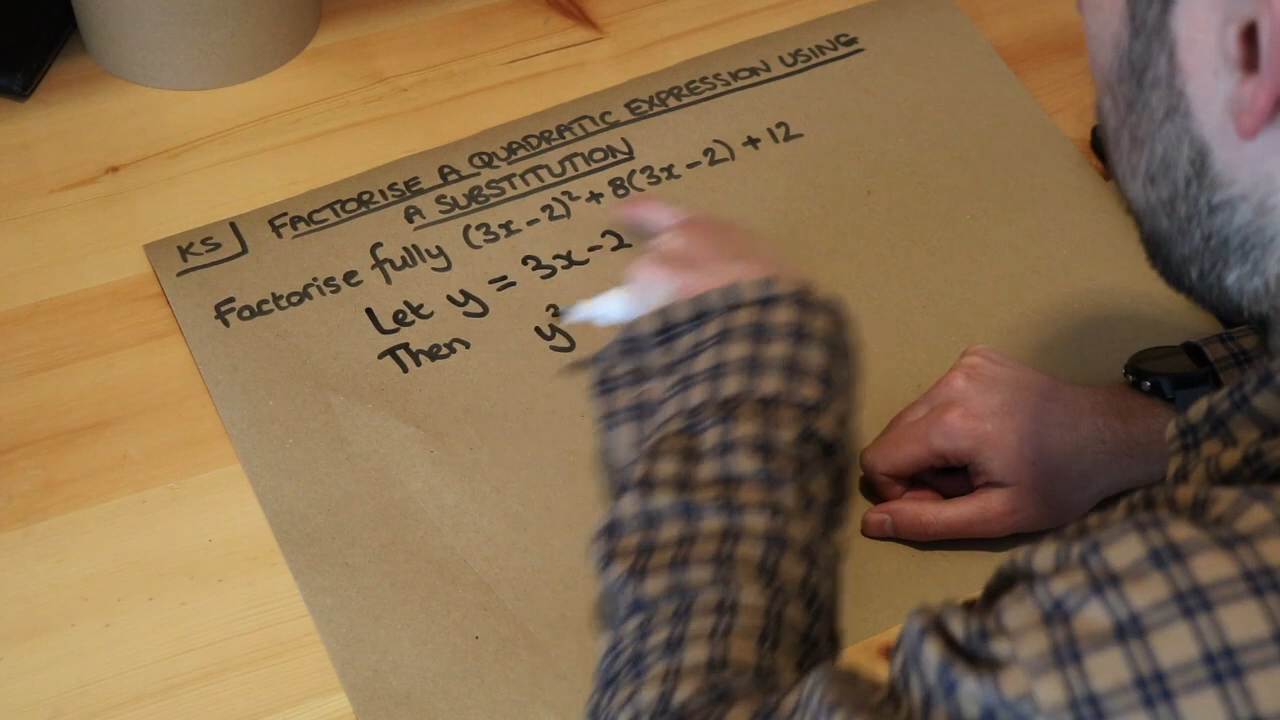 KS FACTORISE A QUADRATIC EXPRESSION USING
A SUBSTITUTION
Factorise fully (3x-2)²+8(3x-2)+12
Let y = 3x-2
Then y²